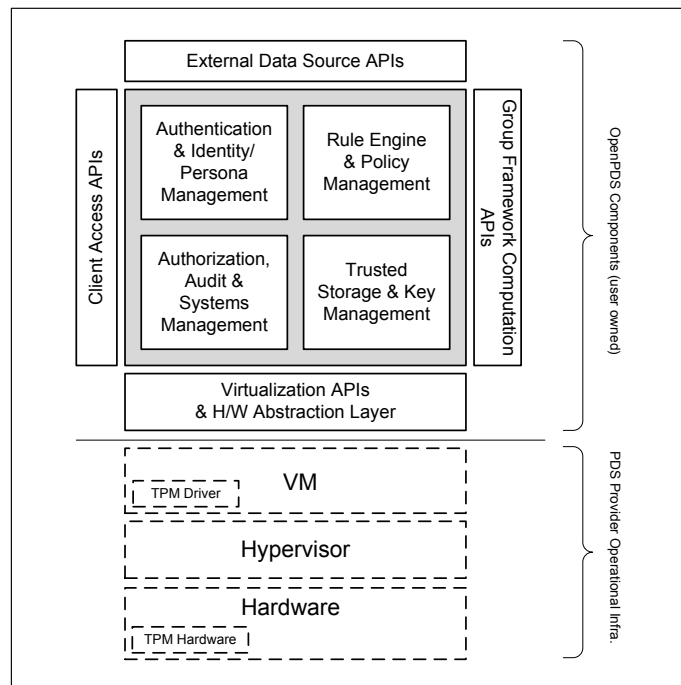 External Data Source APIs
Client Access APIs
Authentication
& Identity/
Persona
Management
Rule Engine
& Policy
Management
Authorization,
Audit &
Systems
Management
Trusted
Storage & Key
Management
Group Framework Computation
APIs
Virtualization APIs
& H/W Abstraction Layer
OpenPDS Components (user owned)
VM
TPM Driver
Hypervisor
Hardware
TPM Hardware
PDS Provider Operational Infra.